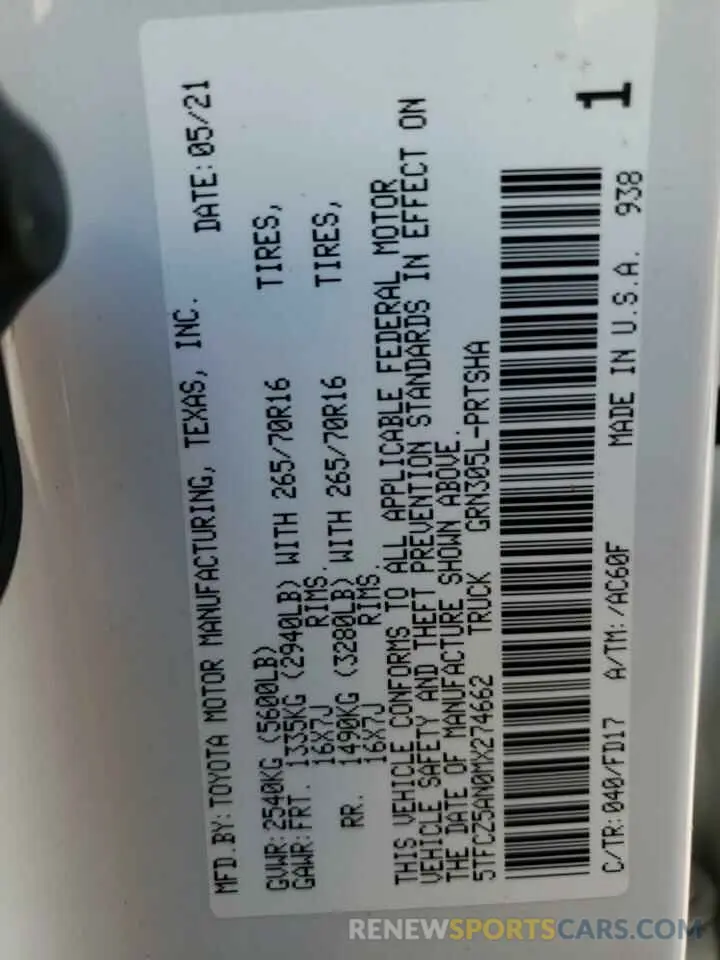 MFD.BY:TOYOTA MOTOR MANUFACTURING, TEXAS, INC. DATE:05/21
GVWR:2540KG (5600LB)
GAWR:FRT. 1335KG (2940LB) WITH 265/70R16 TIRES,
16X7J RIMS.
RR. 1490KG (3280LB) WITH 265/70R16 TIRES,
16X7J RIMS.
THIS VEHICLE CONFORMS TO ALL APPLICABLE FEDERAL MOTOR
VEHICLE SAFETY AND THEFT PREVENTION STANDARDS IN EFFECT ON
THE DATE OF MANUFACTURE SHOWN ABOVE.
5TFCZ5AN0MX274662 TRUCK GRN305L-PRTSHA
1
C/TR:040/FD17 A/TM:/AC60F MADE IN U.S.A. 938
RENEWSPORTSCARS.COM